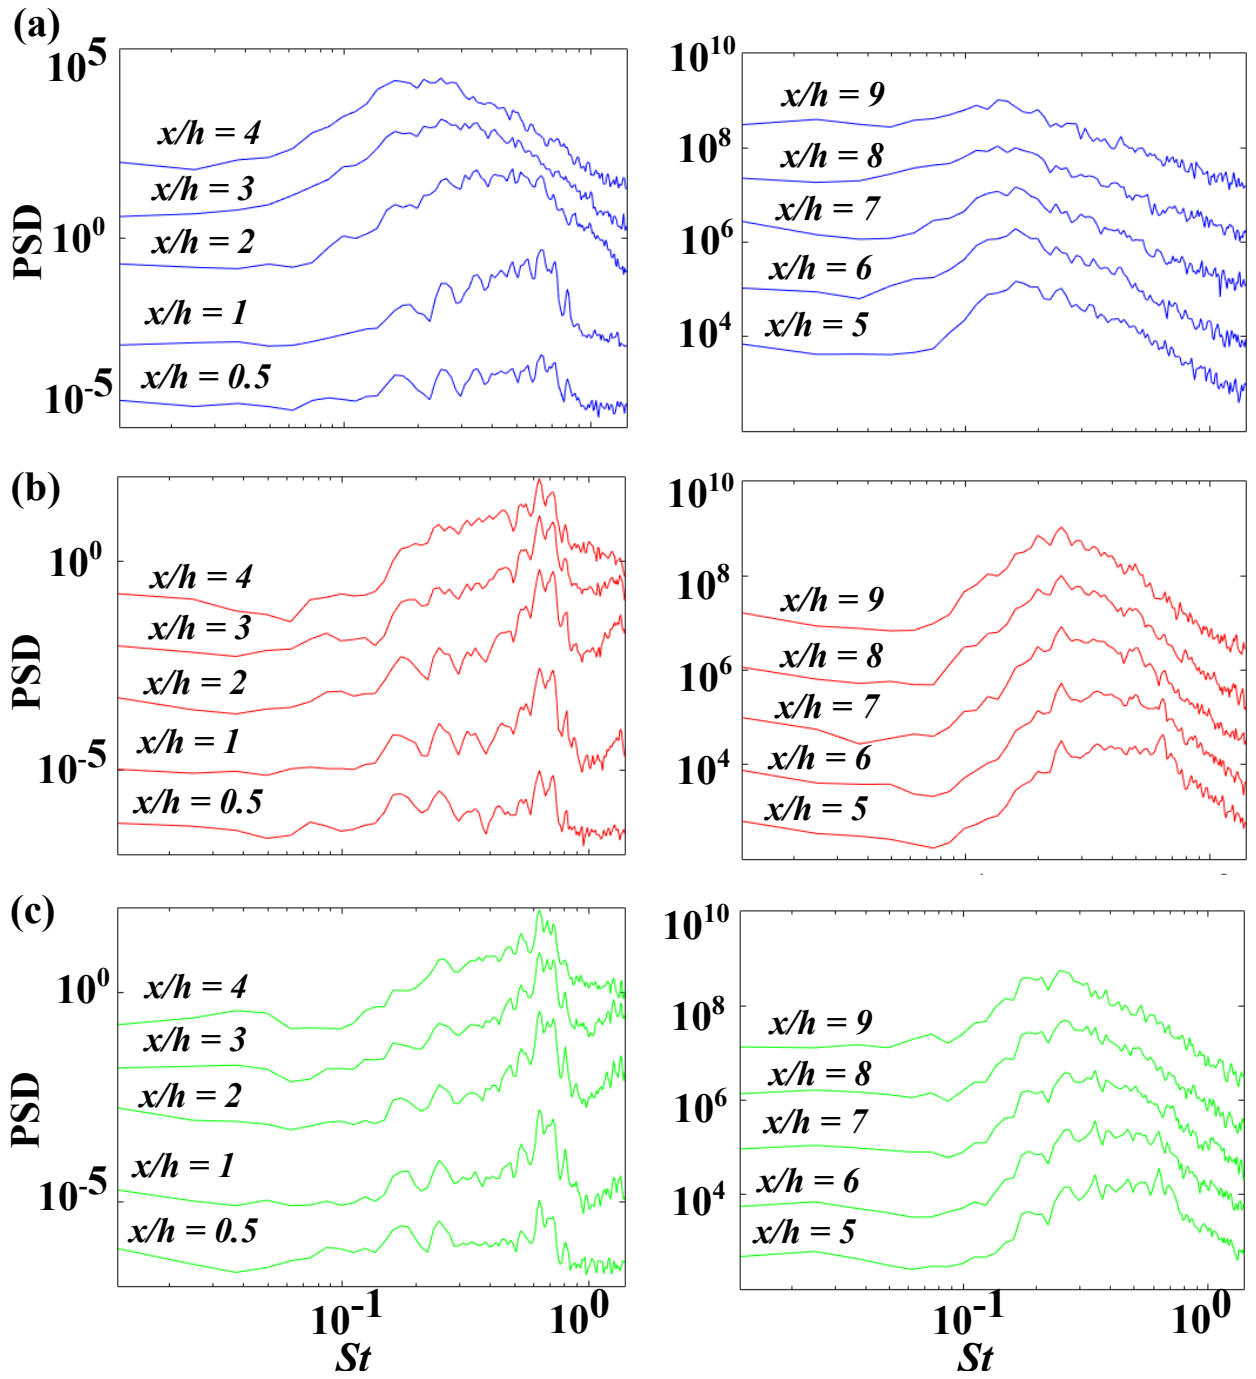 (a)
10^5
10^0
10^-5
PSD
x/h = 4
x/h = 3
x/h = 2
x/h = 1
x/h = 0.5
10^10
10^8
10^6
10^4
x/h = 9
x/h = 8
x/h = 7
x/h = 6
x/h = 5
(b)
10^0
10^-5
PSD
x/h = 4
x/h = 3
x/h = 2
x/h = 1
x/h = 0.5
10^10
10^8
10^6
10^4
x/h = 9
x/h = 8
x/h = 7
x/h = 6
x/h = 5
(c)
10^0
10^-5
PSD
x/h = 4
x/h = 3
x/h = 2
x/h = 1
x/h = 0.5
10^-1
10^0
St
10^10
10^8
10^6
10^4
x/h = 9
x/h = 8
x/h = 7
x/h = 6
x/h = 5
10^-1
10^0
St